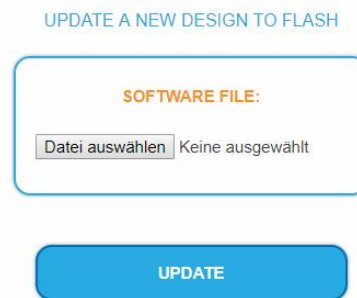 UPDATE A NEW DESIGN TO FLASH
SOFTWARE FILE:
Datei auswählen Keine ausgewählt
UPDATE